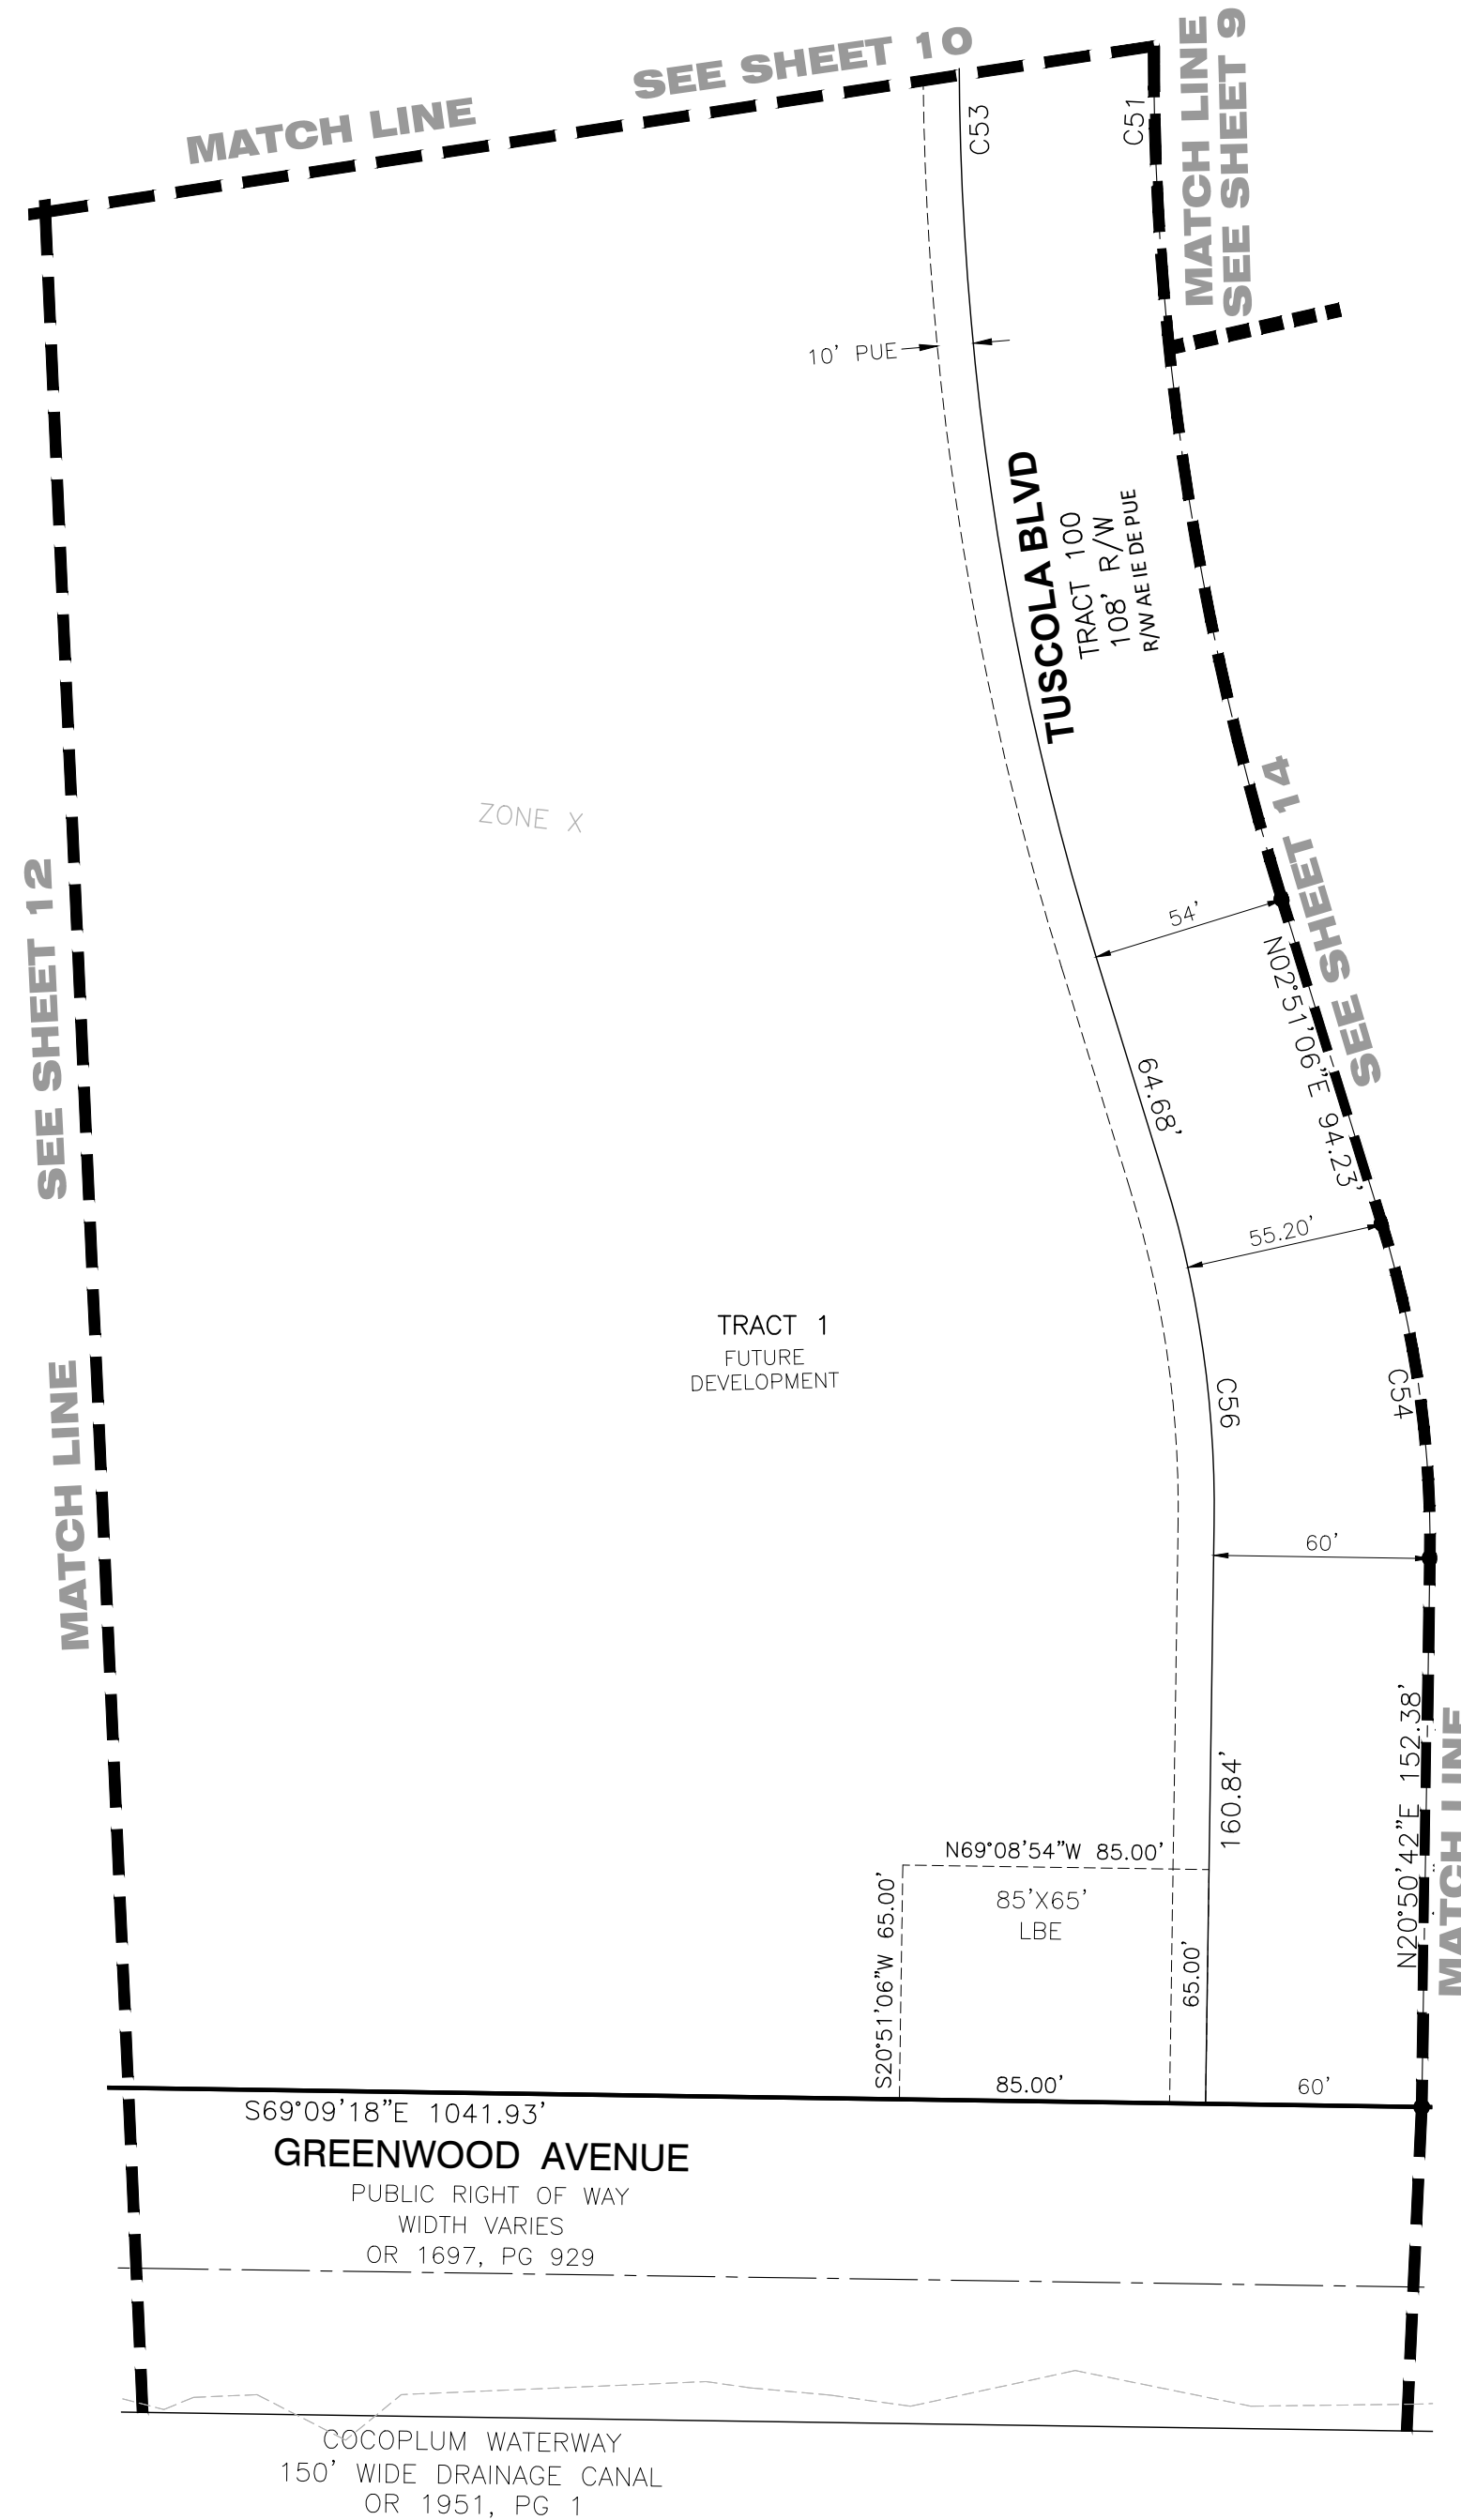 MATCH LINE
SEE SHEET 10
MATCH LINE
SEE SHEET 9
C53
C51
10' PUE
TUSCOLA BLVD
TRACT 100
108' R/W
R/W AE IE DE PUE
ZONE X
SEE SHEET 12
MATCH LINE
SEE SHEET 14
54'
N02°51'06"E 94.23'
64.68'
55.20'
TRACT 1
FUTURE
DEVELOPMENT
C56
C54
60'
160.84'
N20°50'42"E 152.38'
MATCH LINE
N69°08'54"W 85.00'
85'X65'
LBE
S20°51'06"W 65.00'
65.00'
85.00'
60'
S69°09'18"E 1041.93'
GREENWOOD AVENUE
PUBLIC RIGHT OF WAY
WIDTH VARIES
OR 1697, PG 929
COCOPLUM WATERWAY
150' WIDE DRAINAGE CANAL
OR 1951, PG 1